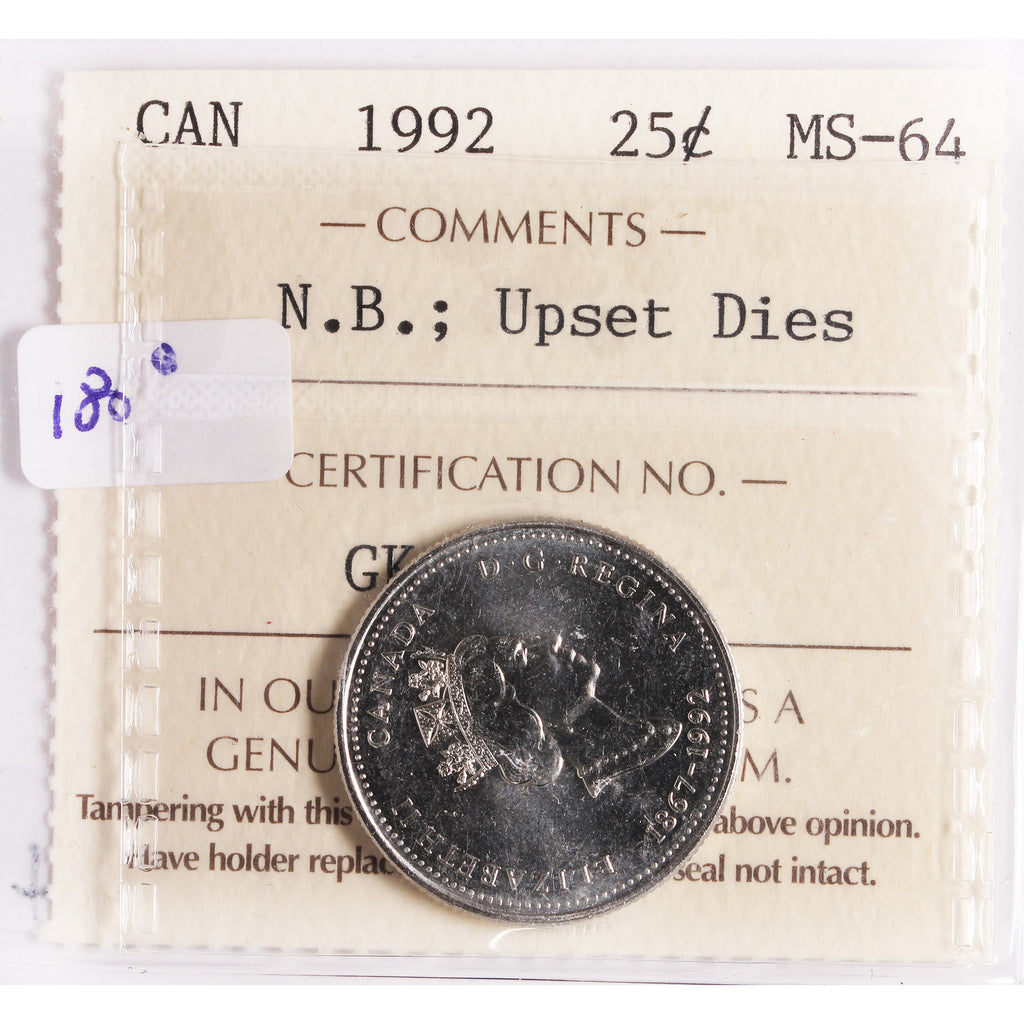 CAN 1992 25¢ MS-64
— COMMENTS —
N.B.; Upset Dies
180°
CERTIFICATION NO. —
GK
IN OU S A
GENU M.
Tampering with this above opinion.
Have holder replac seal not intact.
ELIZABETH II CANADA D·G·REGINA
1867-1992